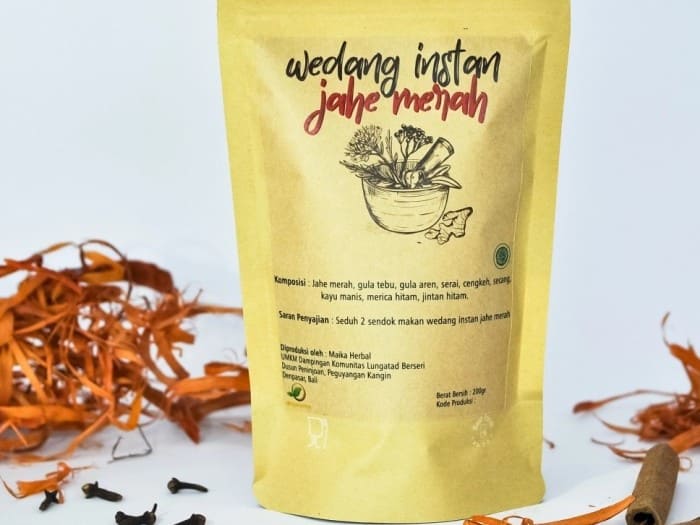 wedang instan
jahe merah
Komposisi : Jahe merah, gula tebu, gula aren, serai, cengkeh, secang,
kayu manis, merica hitam, jintan hitam.
Saran Penyajian : Seduh 2 sendok makan wedang instan jahe merah
Diproduksi oleh : Maika Herbal
UMKM Dampingan Komunitas Lungatad Berseri
Dusun Peninjoan, Peguyangan Kangin
Denpasar, Bali
Berat Bersih : 200gr
Kode Produksi :